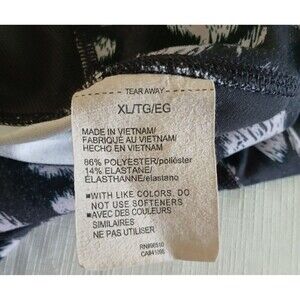 TEAR AWAY
XL/TG/EG
MADE IN VIETNAM/
FABRIQUÉ AU VIETNAM/
HECHO EN VIETNAM
86% POLYESTER/poliéster
14% ELASTANE/
ÉLASTHANNE/elastano
■WITH LIKE COLORS. DO
NOT USE SOFTENERS
■AVEC DES COULEURS
SIMILAIRES
NE PAS UTILISER